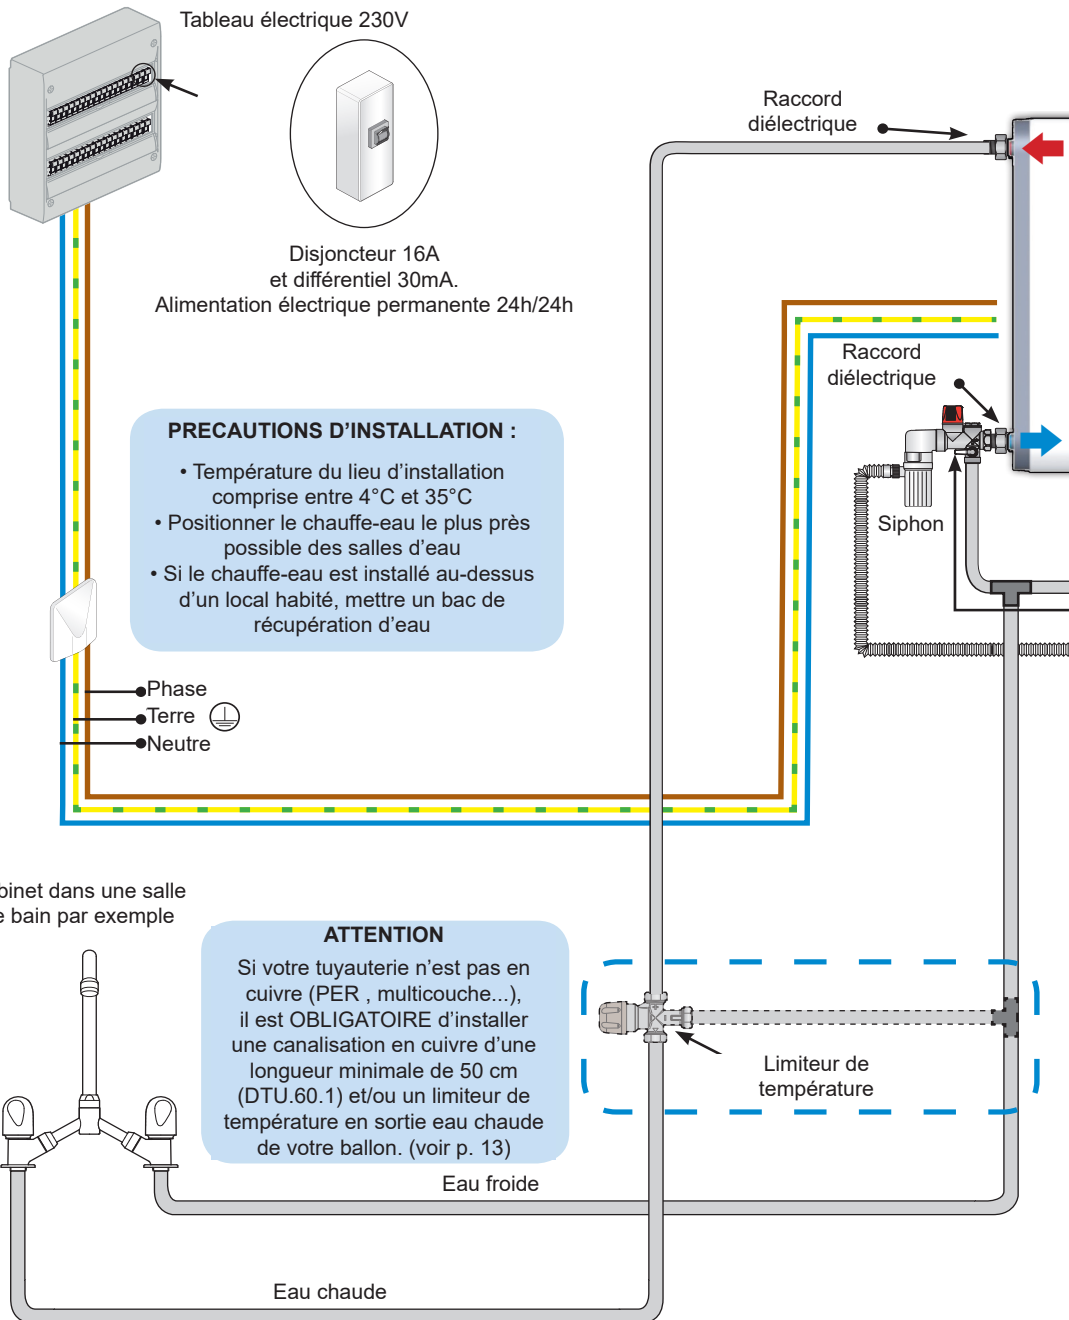 Tableau électrique 230V
Raccord
diélectrique
Disjoncteur 16A
et différentiel 30mA.
Alimentation électrique permanente 24h/24h
Raccord
diélectrique
PRECAUTIONS D’INSTALLATION :
• Température du lieu d’installation
comprise entre 4°C et 35°C
• Positionner le chauffe-eau le plus près
possible des salles d’eau
• Si le chauffe-eau est installé au-dessus
d’un local habité, mettre un bac de
récupération d’eau
Siphon
Phase
Terre
Neutre
binet dans une salle
e bain par exemple
ATTENTION
Si votre tuyauterie n’est pas en
cuivre (PER , multicouche...),
il est OBLIGATOIRE d’installer
une canalisation en cuivre d’une
longueur minimale de 50 cm
(DTU.60.1) et/ou un limiteur de
température en sortie eau chaude
de votre ballon. (voir p. 13)
Limiteur de
température
Eau froide
Eau chaude